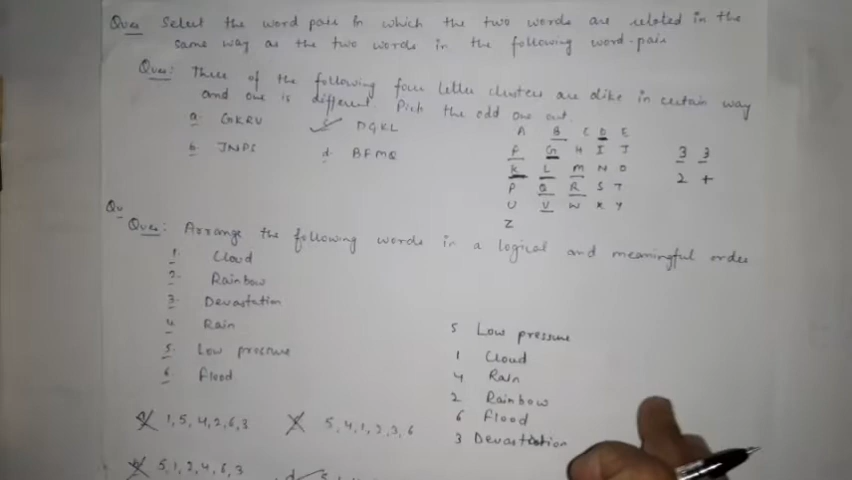 Ques Select the word pair in which the two words are related in the
same way as the two words in the following word-pair
Ques: Three of the following four letter clusters are alike in certain way
and one is different. Pick the odd one out.
a. GKRV c DGKL
b. JNPS d. BFMQ
A B C D E
F G H I J
K L M N O
P Q R S T
U V W X Y
Z
3 3
2 +
Qu
Ques: Arrange the following words in a logical and meaningful order
1. Cloud
2. Rainbow
3. Devastation
4. Rain
5. Low pressure
6. Flood
5 Low pressure
1 Cloud
4 Rain
2 Rainbow
6 Flood
3 Devastation
a 1,5,4,2,6,3 c 5,4,1,2,3,6
b 5,1,2,4,6,3 d